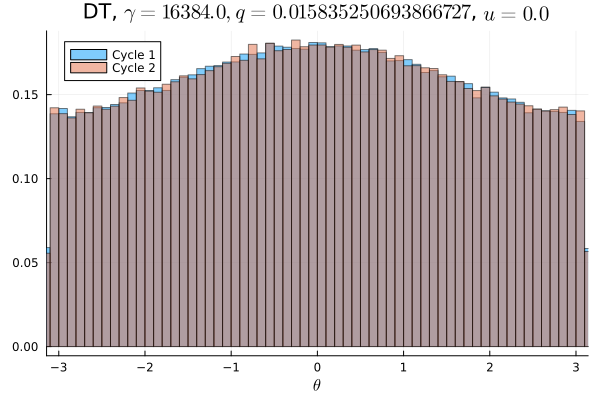 DT, γ = 16384.0, q = 0.015835250693866727, u = 0.0
Cycle 1
Cycle 2
0.15
0.10
0.05
0.00
−3 −2 −1 0 1 2 3
θ